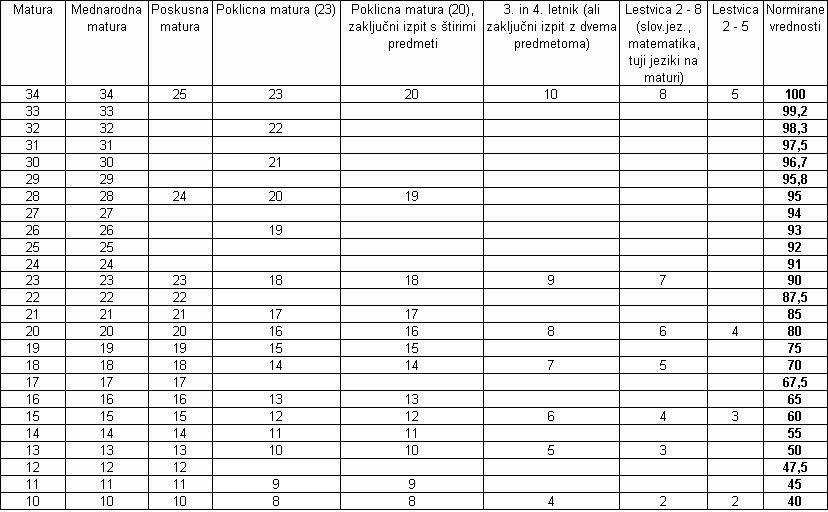 Matura Mednarodna matura Poskusna matura Poklicna matura (23) Poklicna matura (20), zaključni izpit s štirimi predmeti 3. in 4. letnik (ali zaključni izpit z dvema predmetoma) Lestvica 2 - 8 (slov.jez., matematika, tuji jeziki na maturi) Lestvica 2 - 5 Normirane vrednosti
34 34 25 23 20 10 8 5 100
33 33 99,2
32 32 22 98,3
31 31 97,5
30 30 21 96,7
29 29 95,8
28 28 24 20 19 95
27 27 94
26 26 19 93
25 25 92
24 24 91
23 23 23 18 18 9 7 90
22 22 22 87,5
21 21 21 17 17 85
20 20 20 16 16 8 6 4 80
19 19 19 15 15 75
18 18 18 14 14 7 5 70
17 17 17 67,5
16 16 16 13 13 65
15 15 15 12 12 6 4 3 60
14 14 14 11 11 55
13 13 13 10 10 5 3 50
12 12 12 47,5
11 11 11 9 9 45
10 10 10 8 8 4 2 2 40